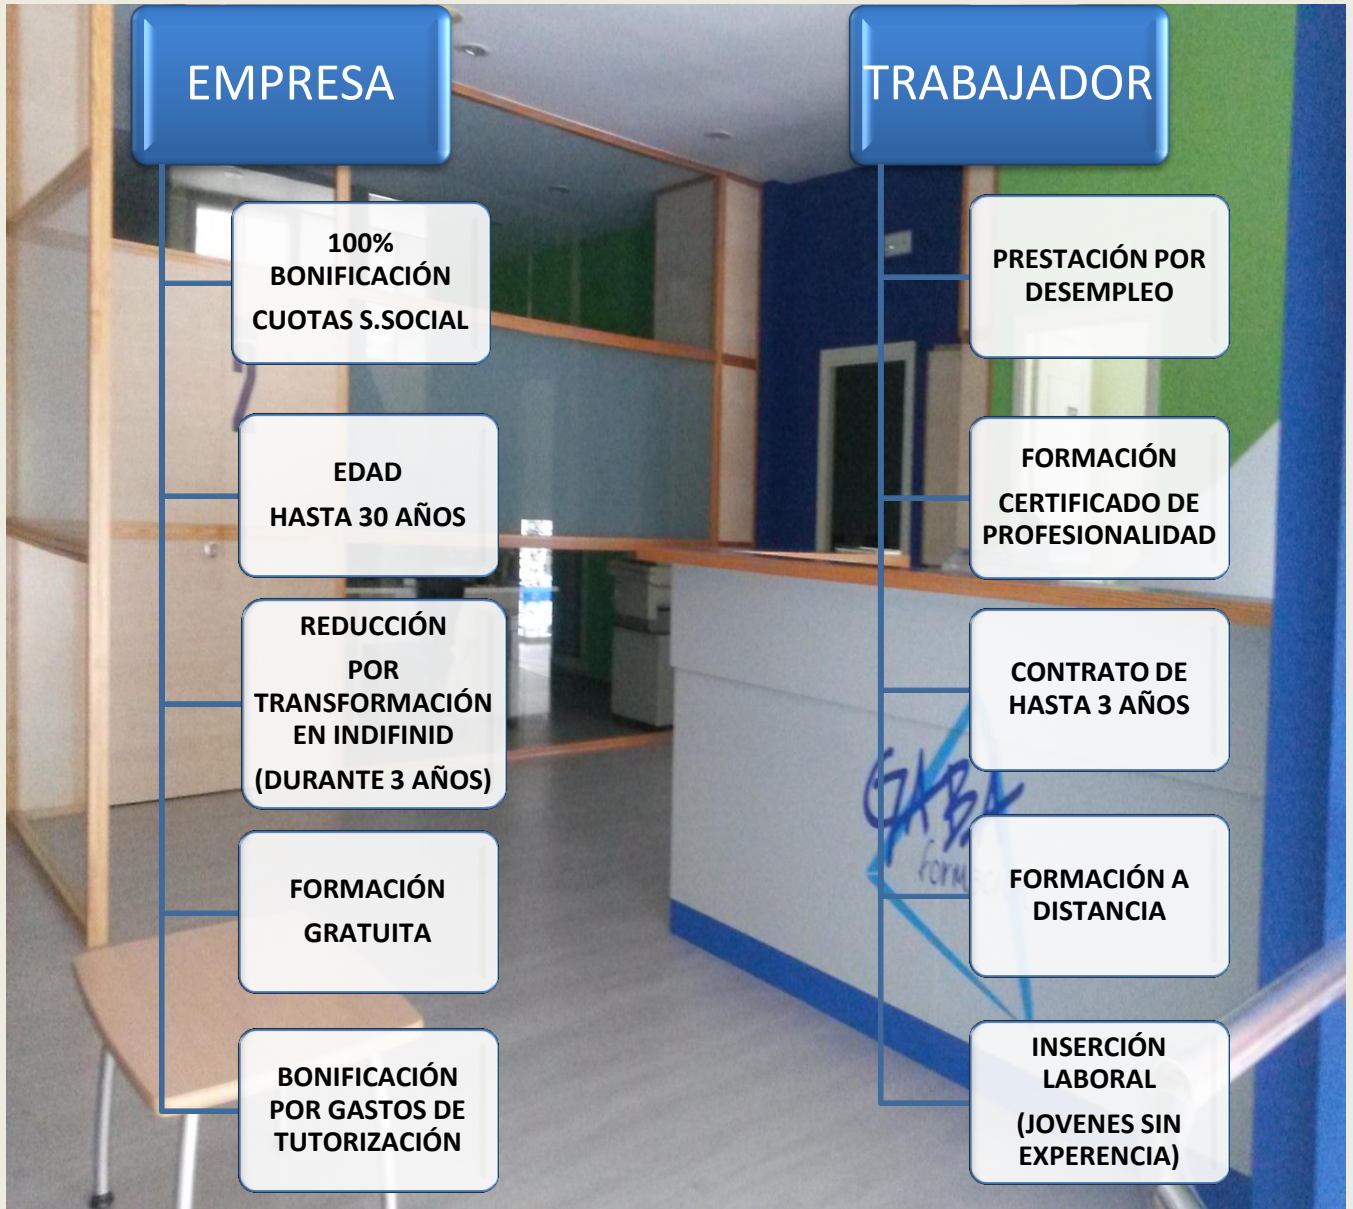 EMPRESA
100%
BONIFICACIÓN
CUOTAS S.SOCIAL
EDAD
HASTA 30 AÑOS
REDUCCIÓN
POR
TRANSFORMACIÓN
EN INDIFINID
(DURANTE 3 AÑOS)
FORMACIÓN
GRATUITA
BONIFICACIÓN
POR GASTOS DE
TUTORIZACIÓN
TRABAJADOR
PRESTACIÓN POR
DESEMPLEO
FORMACIÓN
CERTIFICADO DE
PROFESIONALIDAD
CONTRATO DE
HASTA 3 AÑOS
FORMACIÓN A
DISTANCIA
INSERCIÓN
LABORAL
(JOVENES SIN
EXPERENCIA)
GABA